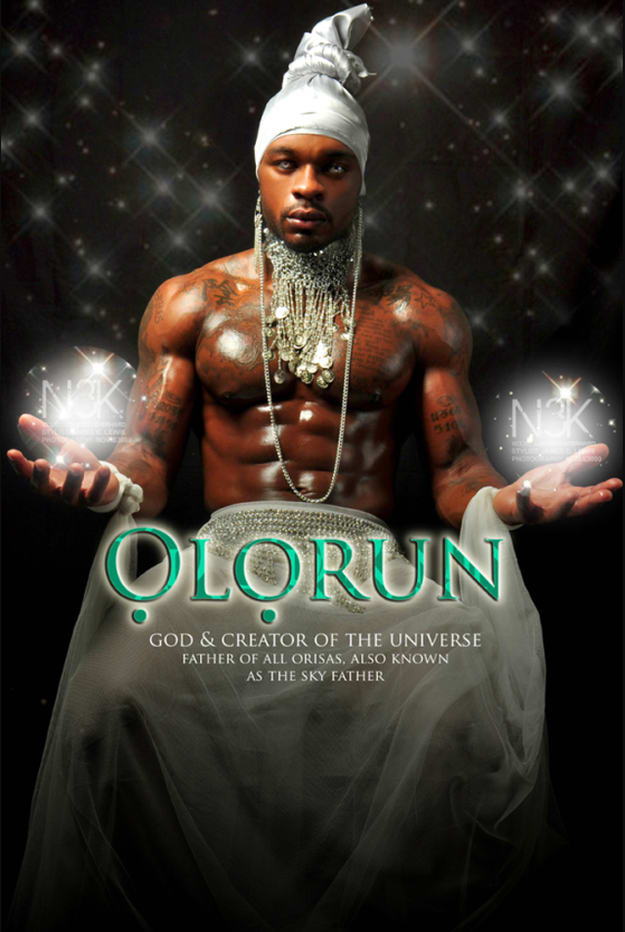 N3K
N3K
ỌLỌRUN
GOD & CREATOR OF THE UNIVERSE
FATHER OF ALL ORISAS, ALSO KNOWN
AS THE SKY FATHER